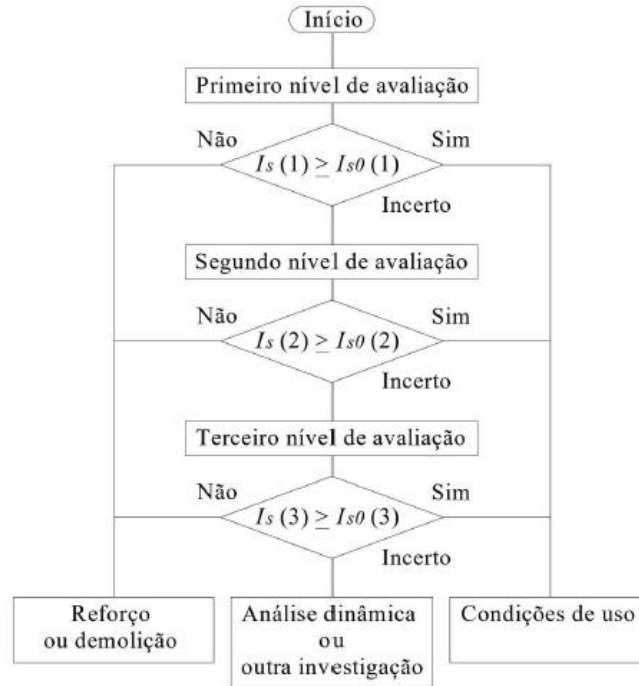 Início
Primeiro nível de avaliação
Não
Sim
Is (1) ≥ Is0 (1)
Incerto
Segundo nível de avaliação
Não
Sim
Is (2) ≥ Is0 (2)
Incerto
Terceiro nível de avaliação
Não
Sim
Is (3) ≥ Is0 (3)
Incerto
Reforço
ou demolição
Análise dinâmica
ou
outra investigação
Condições de uso